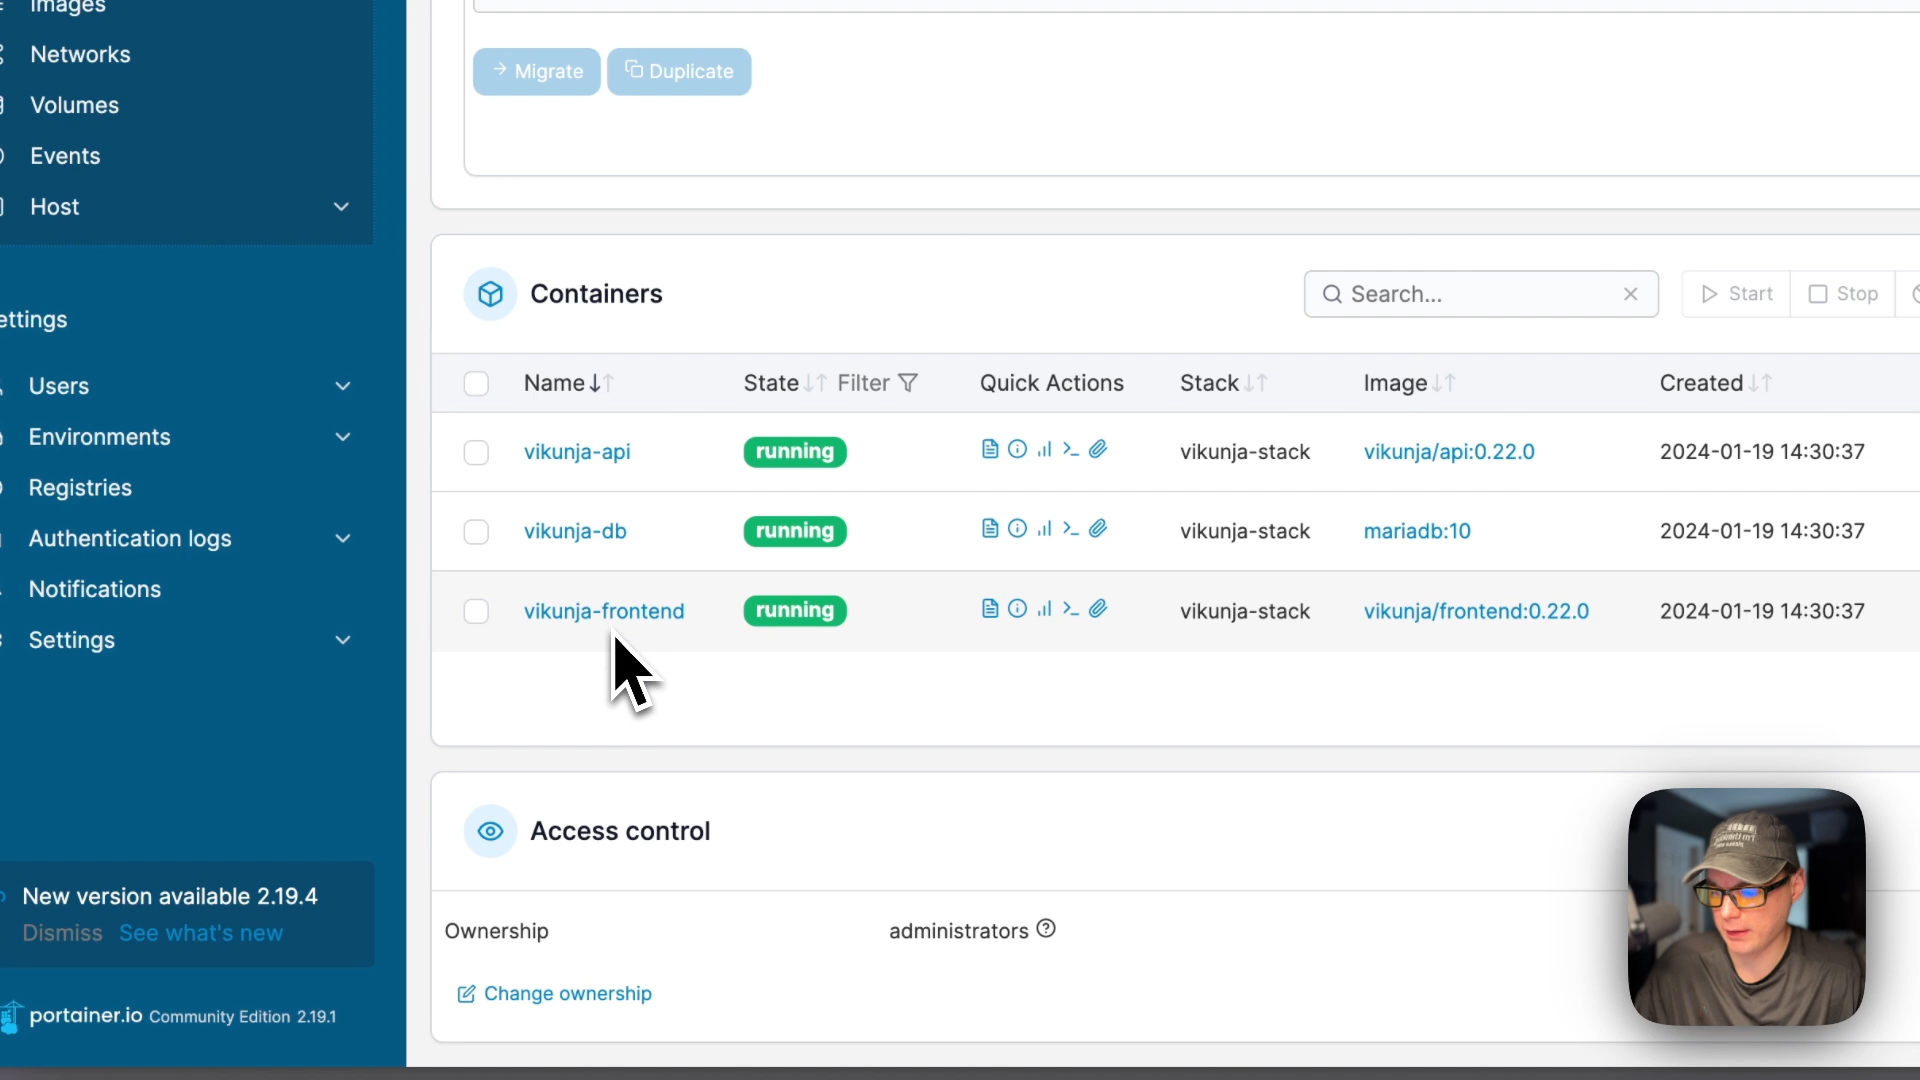 Images
Networks
Volumes
Events
Host
ettings
Users
Environments
Registries
Authentication logs
Notifications
Settings
New version available 2.19.4
Dismiss See what's new
portainer.io Community Edition 2.19.1
Migrate Duplicate
Containers Search... Start Stop
Name State Filter Quick Actions Stack Image Created
vikunja-api running vikunja-stack vikunja/api:0.22.0 2024-01-19 14:30:37
vikunja-db running vikunja-stack mariadb:10 2024-01-19 14:30:37
vikunja-frontend running vikunja-stack vikunja/frontend:0.22.0 2024-01-19 14:30:37
Access control
Ownership administrators
Change ownership